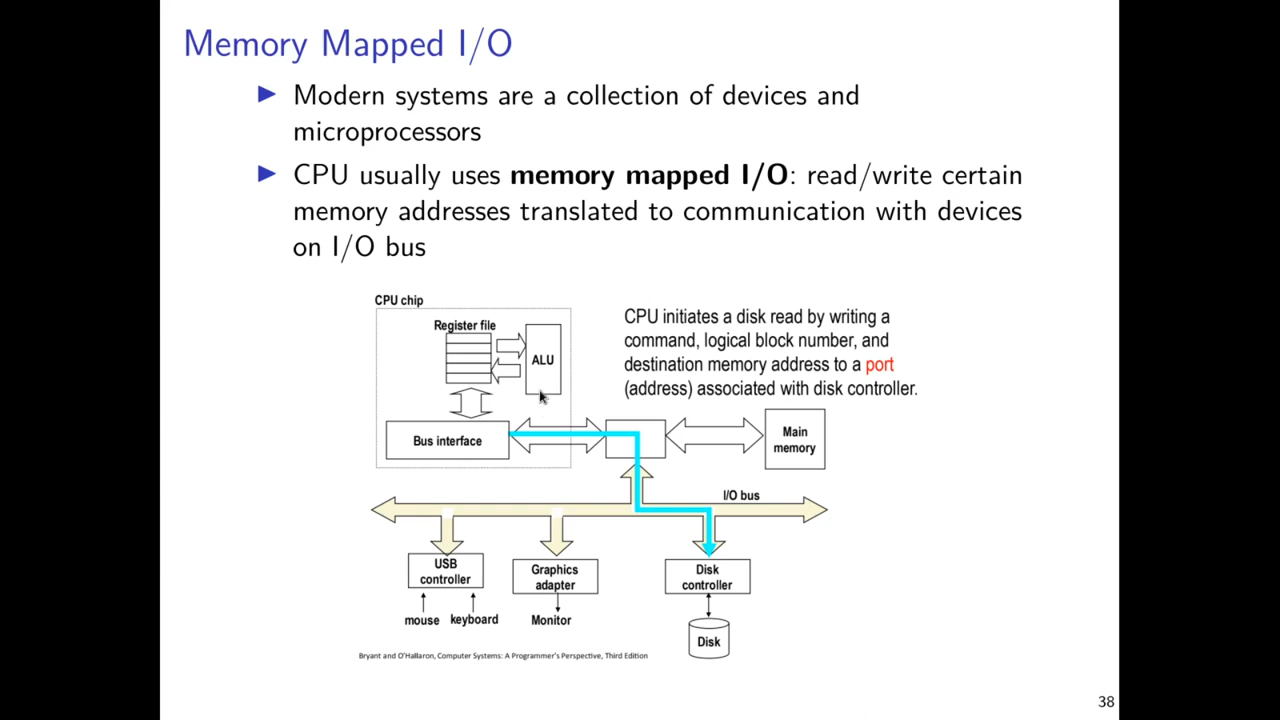 Memory Mapped I/O
▶ Modern systems are a collection of devices and
microprocessors
▶ CPU usually uses memory mapped I/O: read/write certain
memory addresses translated to communication with devices
on I/O bus
CPU chip
Register file
ALU
Bus interface
CPU initiates a disk read by writing a
command, logical block number, and
destination memory address to a port
(address) associated with disk controller.
Main
memory
I/O bus
USB
controller
Graphics
adapter
Disk
controller
mouse
keyboard
Monitor
Disk
Bryant and O'Hallaron, Computer Systems: A Programmer's Perspective, Third Edition
38